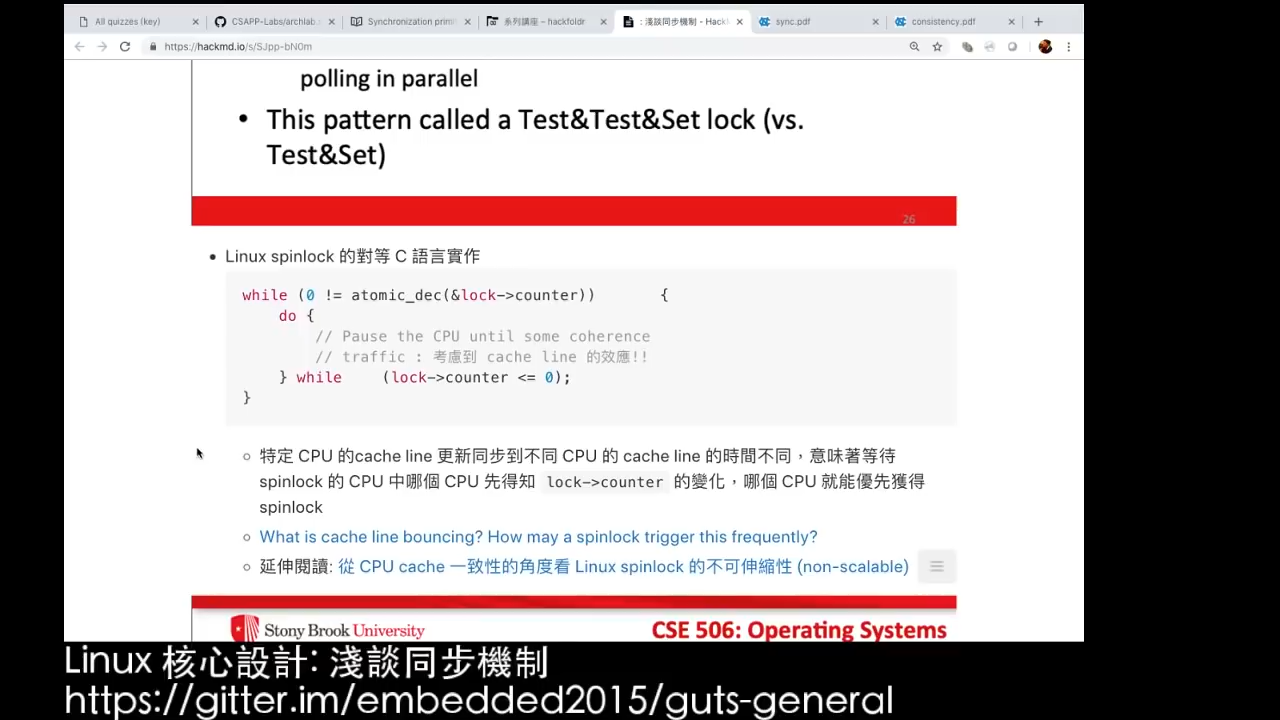 All quizzes (key)
CSAPP-Labs/archlab
Synchronization primi
系列講座 – hackfoldr
: 淺談同步機制 - Hack
sync.pdf
consistency.pdf
https://hackmd.io/s/SJpp-bN0m
polling in parallel
• This pattern called a Test&Test&Set lock (vs.
Test&Set)
26
• Linux spinlock 的對等 C 語言實作
while (0 != atomic_dec(&lock->counter)) {
do {
// Pause the CPU until some coherence
// traffic : 考慮到 cache line 的效應!!
} while (lock->counter <= 0);
}
特定 CPU 的cache line 更新同步到不同 CPU 的 cache line 的時間不同，意味著等待
spinlock 的 CPU 中哪個 CPU 先得知 lock->counter 的變化，哪個 CPU 就能優先獲得
spinlock
What is cache line bouncing? How may a spinlock trigger this frequently?
延伸閱讀: 從 CPU cache 一致性的角度看 Linux spinlock 的不可伸縮性 (non-scalable)
Stony Brook University
CSE 506: Operating Systems
Linux 核心設計: 淺談同步機制
https://gitter.im/embedded2015/guts-general